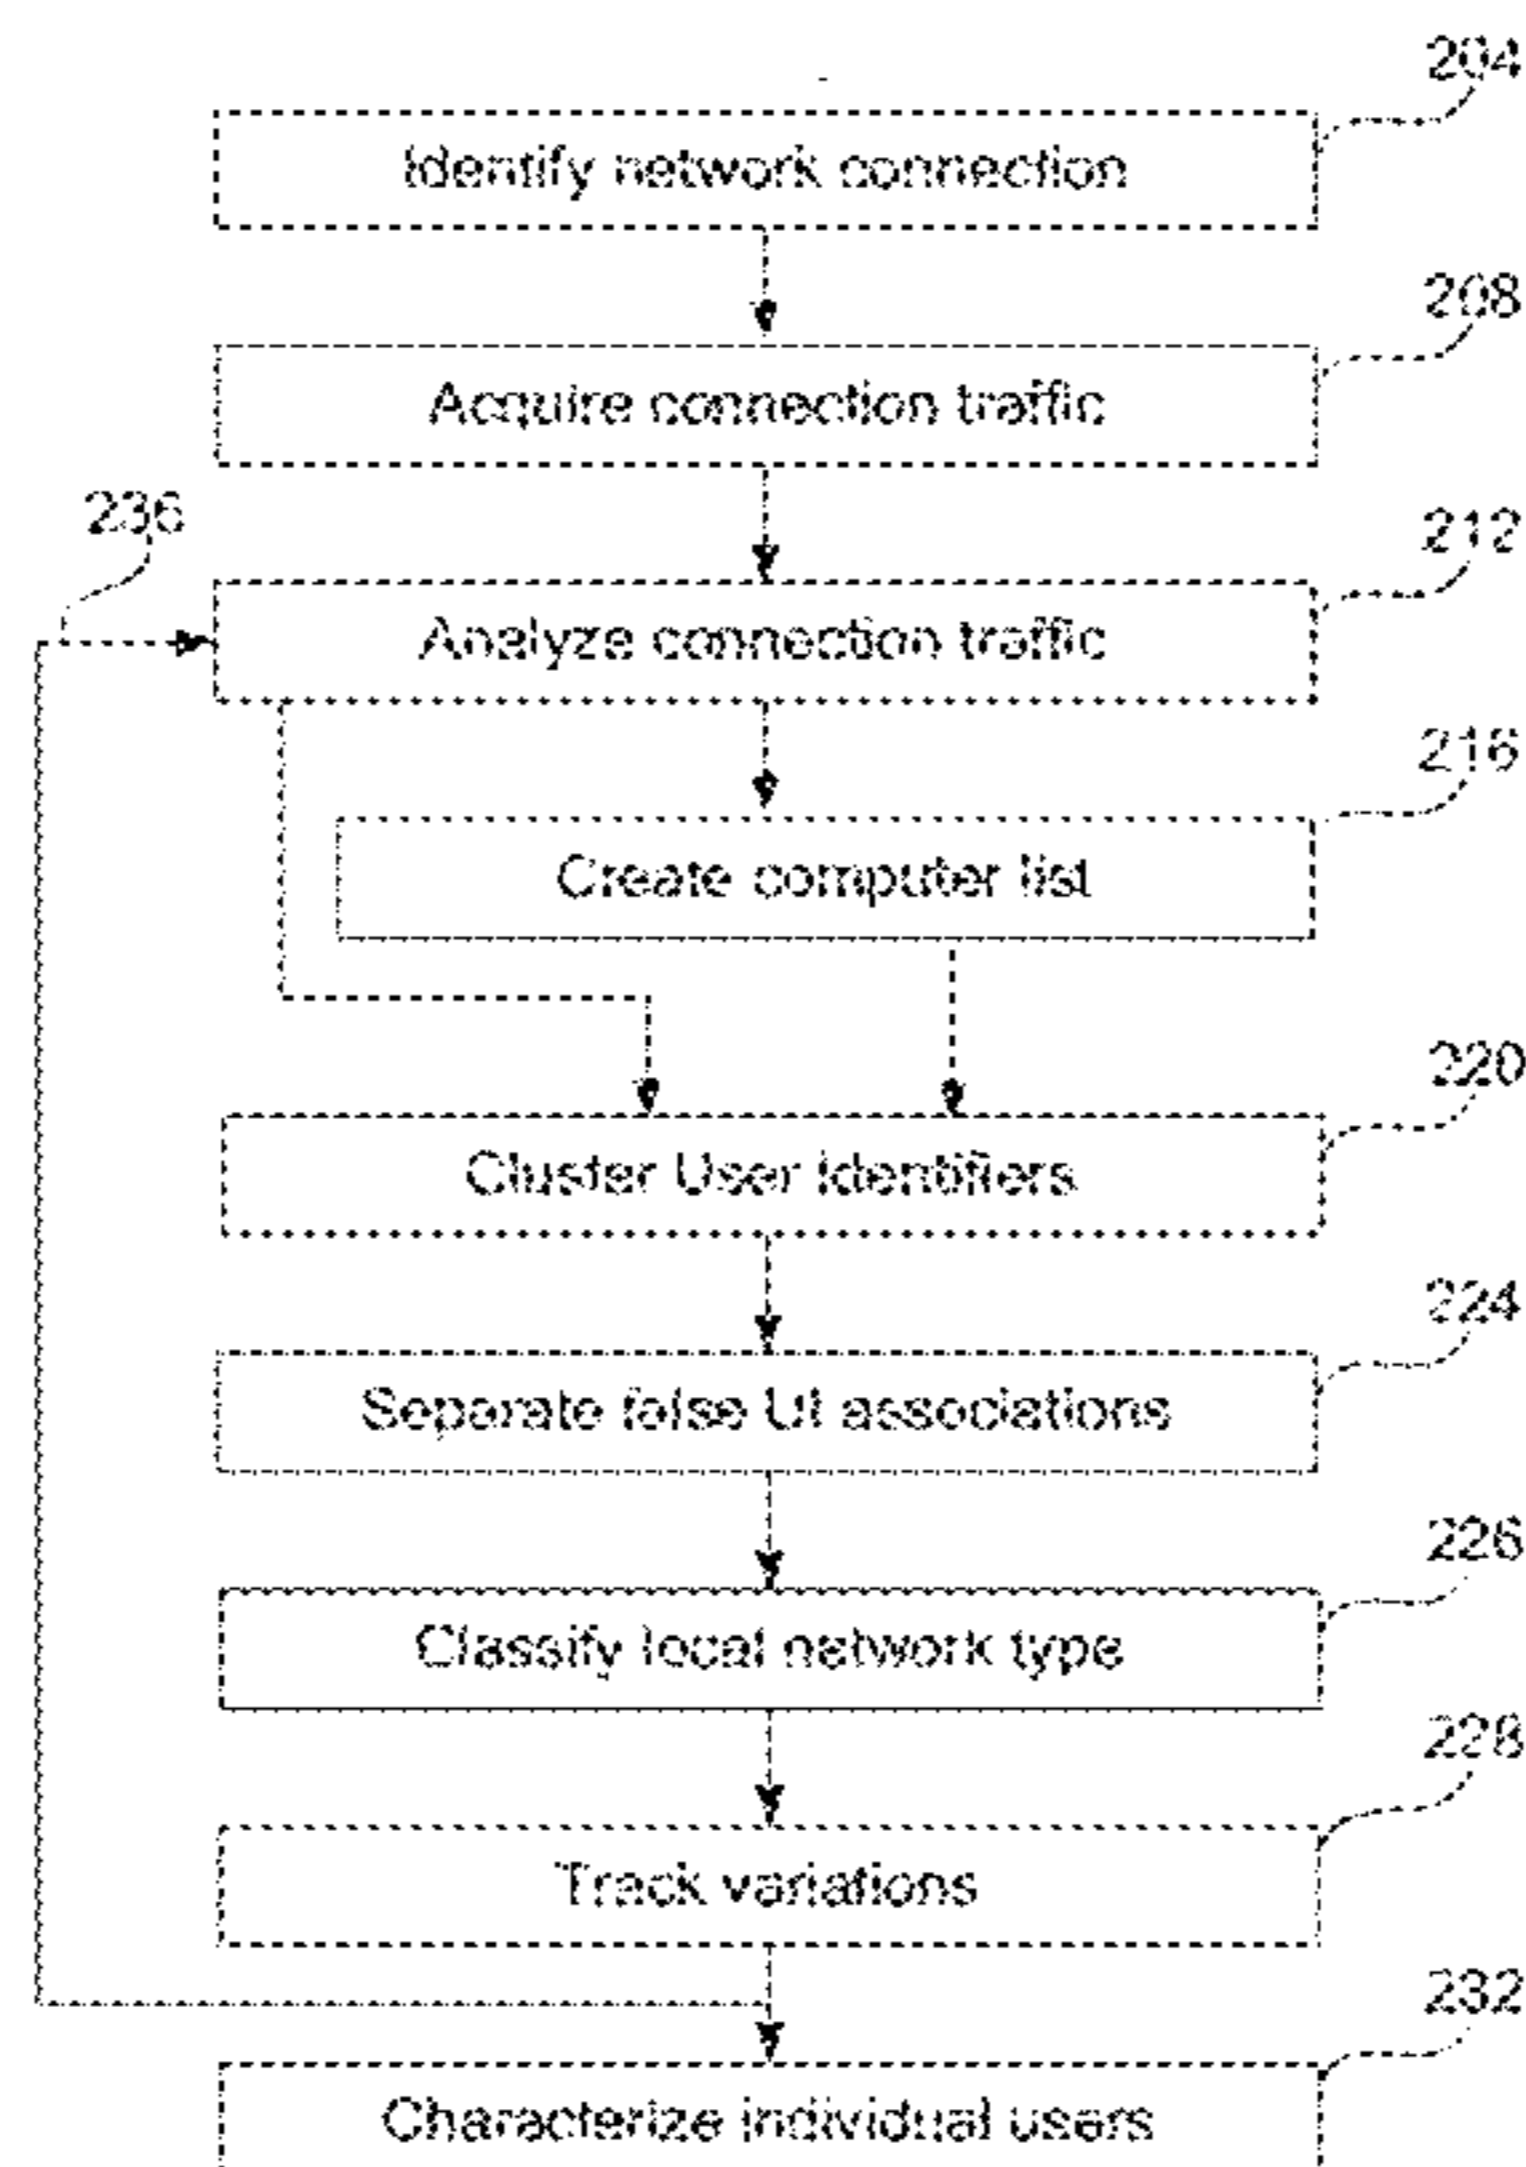 204
Identify network connection
208
Acquire connection traffic
236
212
Analyze connection traffic
216
Create computer list
220
Cluster User Identifiers
224
Separate false UI associations
226
Classify local network type
228
Track variations
232
Characterize individual users